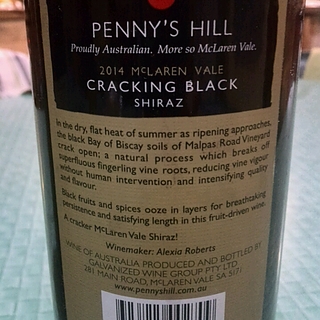 PENNY'S HILL
Proudly Australian. More so McLaren Vale.
2014 McLAREN VALE
CRACKING BLACK
SHIRAZ
In the dry, flat heat of summer as ripening approaches,
the black Bay of Biscay soils of Malpas Road Vineyard
crack open; a natural process which breaks off
superfluous fingerling vine roots, reducing vine vigour
without human intervention and intensifying quality
and flavour.
Black fruits and spices ooze in layers for breathtaking
persistence and satisfying length in this fruit-driven wine.
A cracker McLaren Vale Shiraz!
Winemaker: Alexia Roberts
WINE OF AUSTRALIA PRODUCED AND BOTTLED BY
GALVANIZED WINE GROUP PTY LTD
281 MAIN ROAD, McLAREN VALE SA 5171
www.pennyshill.com.au